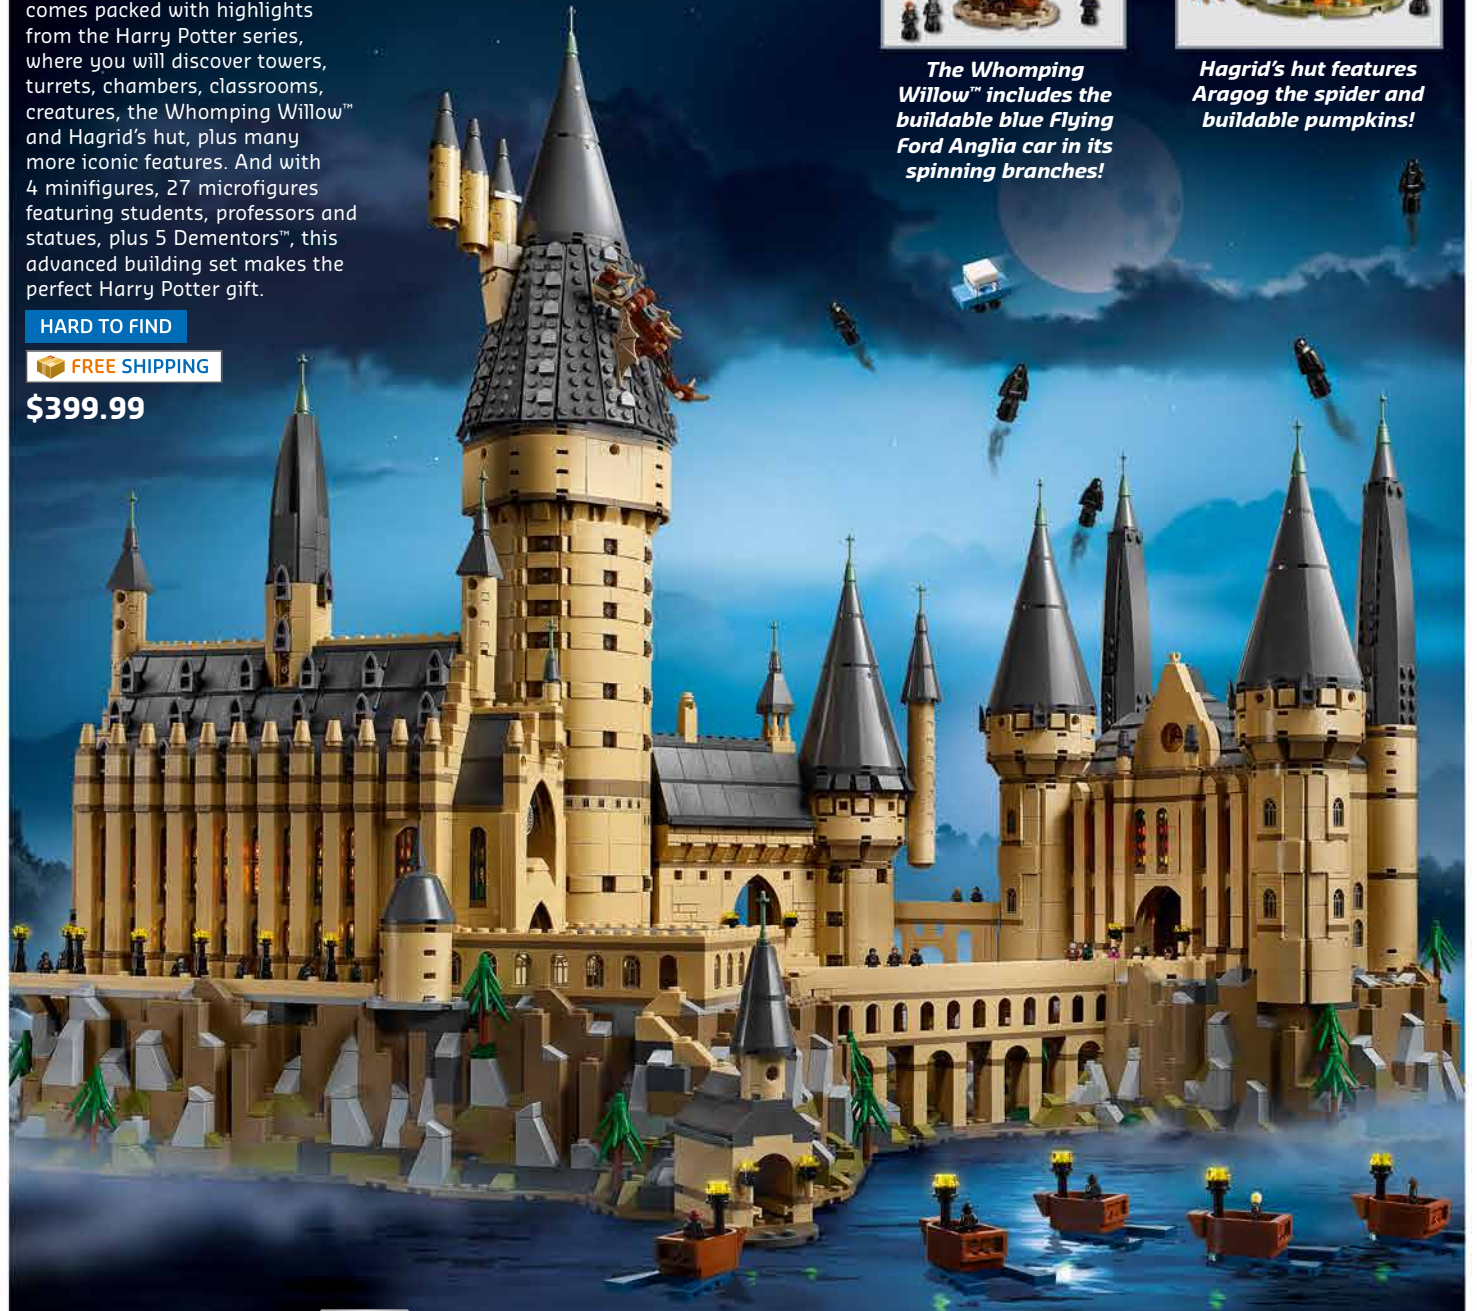 comes packed with highlights
from the Harry Potter series,
where you will discover towers,
turrets, chambers, classrooms,
creatures, the Whomping Willow™
and Hagrid's hut, plus many
more iconic features. And with
4 minifigures, 27 microfigures
featuring students, professors and
statues, plus 5 Dementors™, this
advanced building set makes the
perfect Harry Potter gift.
HARD TO FIND
FREE SHIPPING
$399.99
The Whomping
Willow™ includes the
buildable blue Flying
Ford Anglia car in its
spinning branches!
Hagrid's hut features
Aragog the spider and
buildable pumpkins!